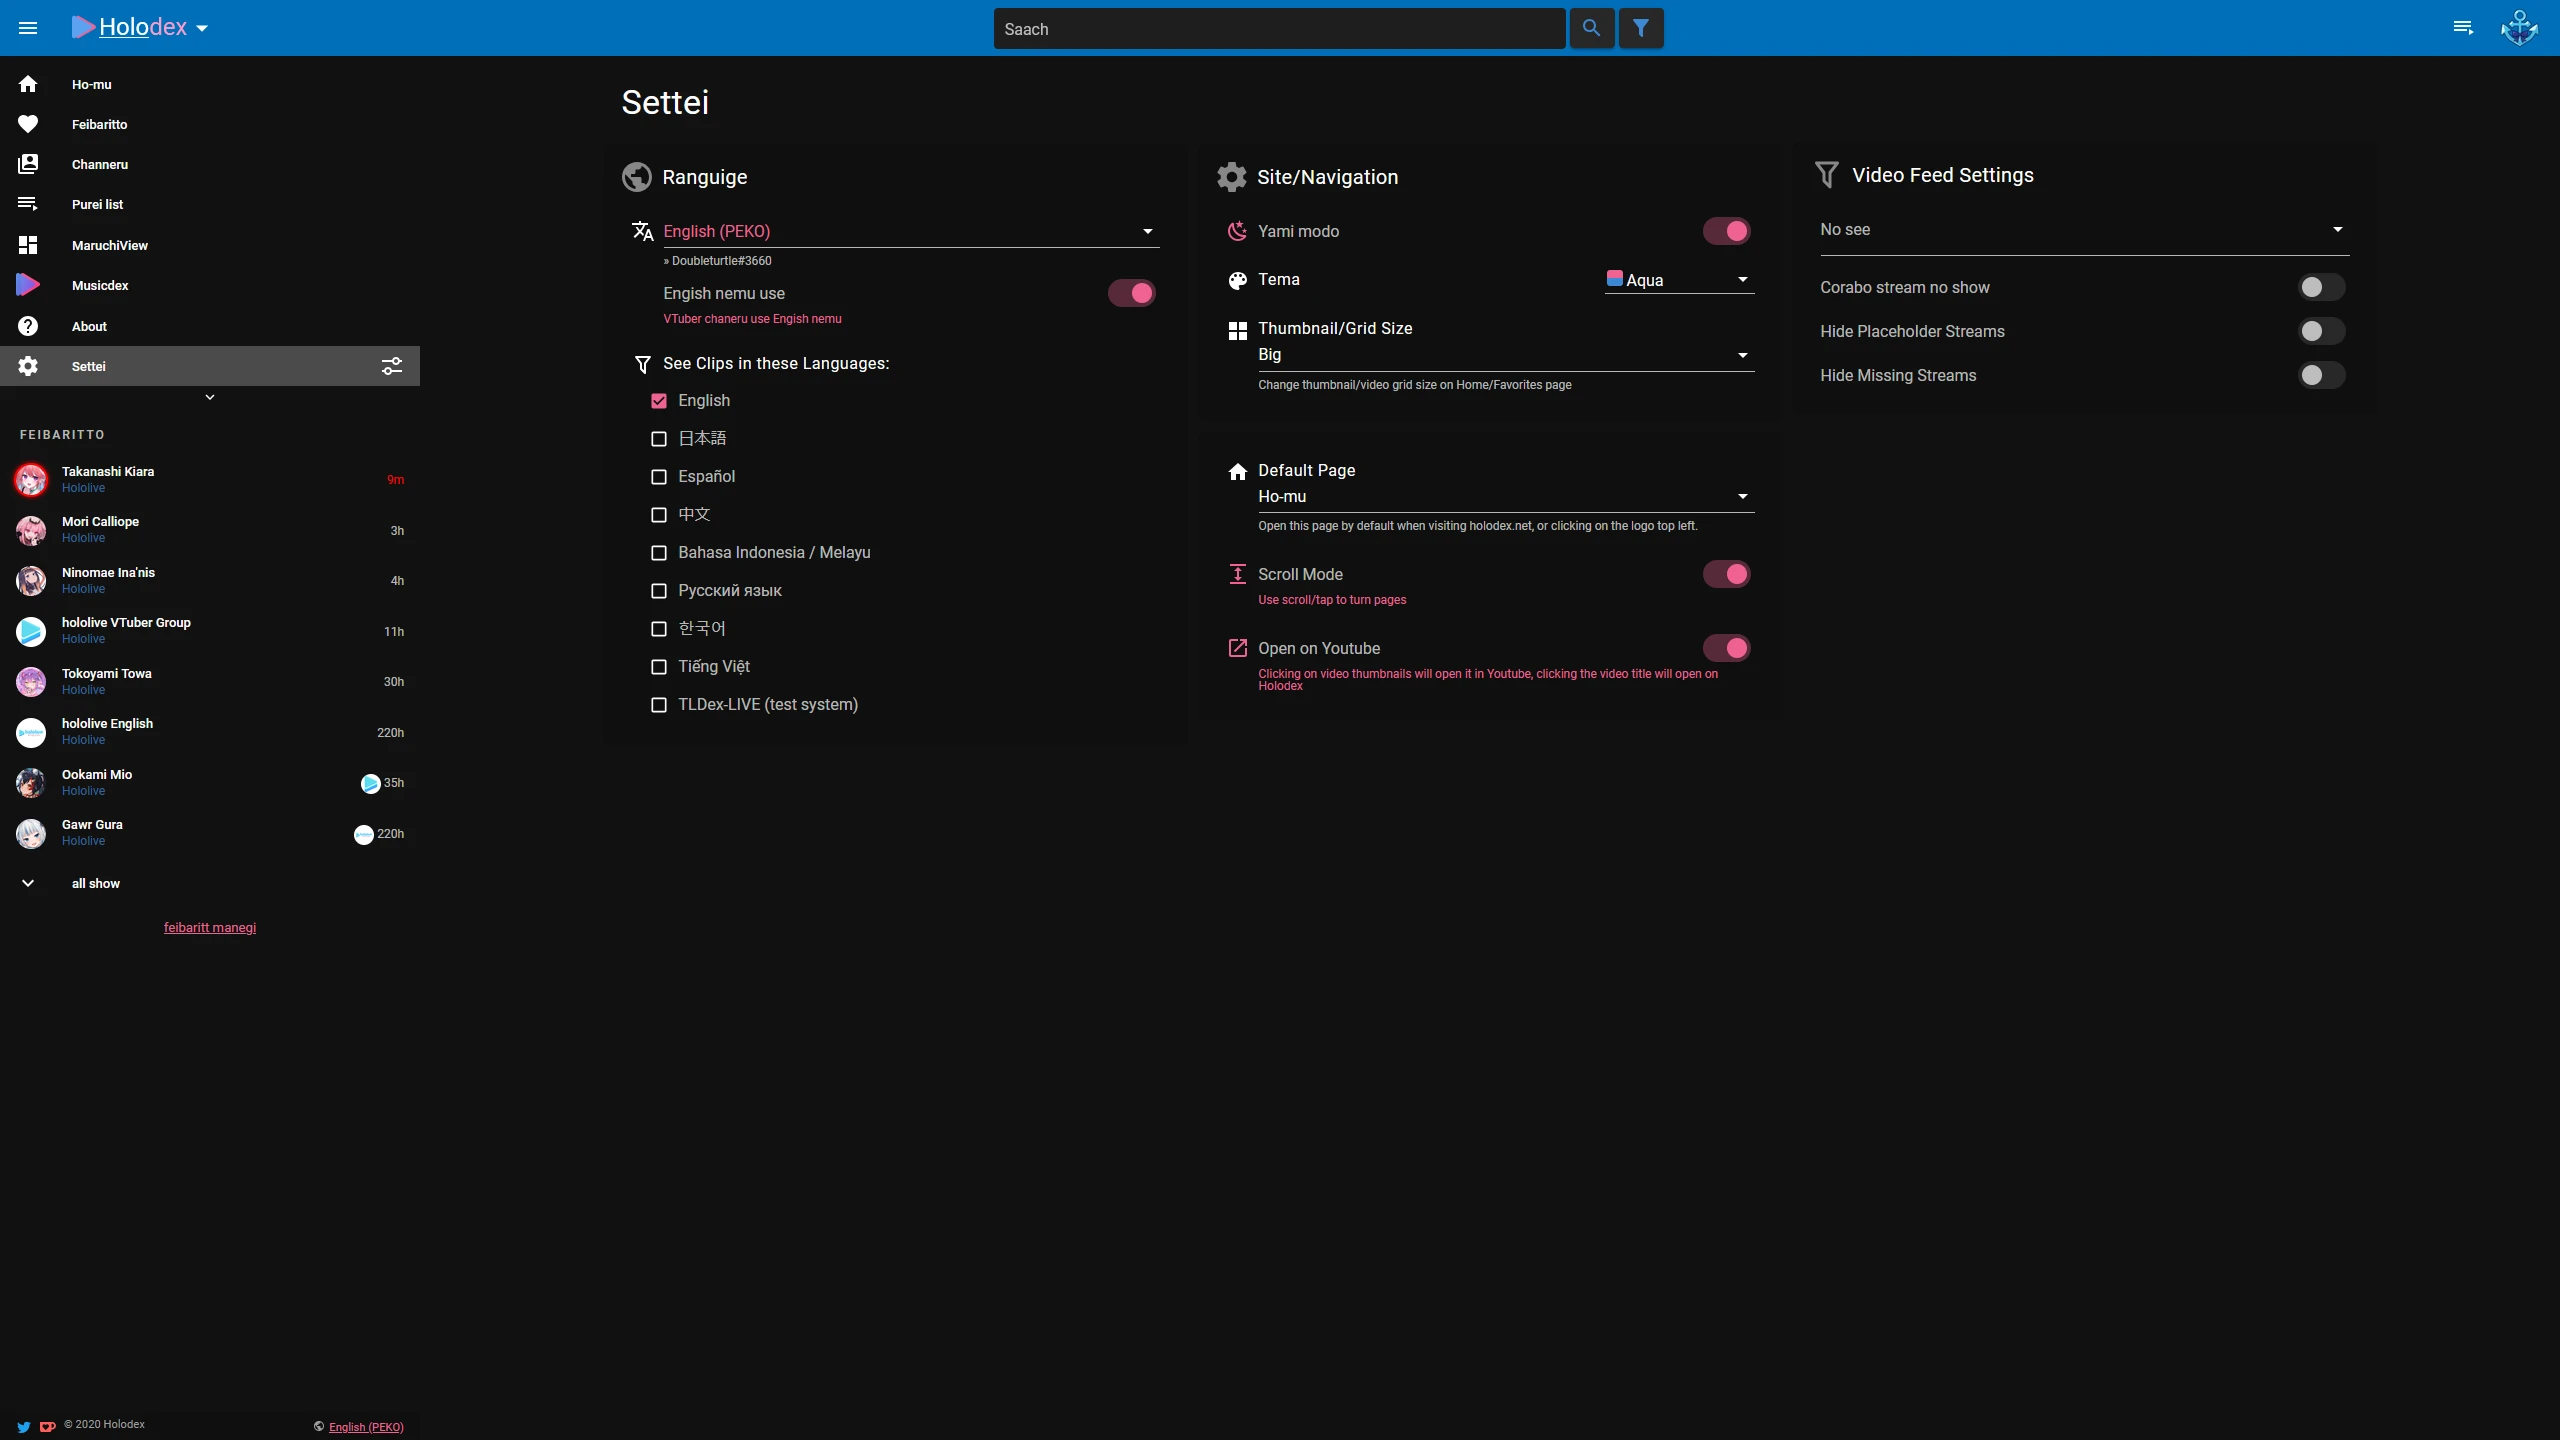 Holodex
Saach
Ho-mu
Feibaritto
Channeru
Purei list
MaruchiView
Musicdex
About
Settei
FEIBARITTO
Takanashi Kiara
Hololive
9m
Mori Calliope
Hololive
3h
Ninomae Ina'nis
Hololive
4h
hololive VTuber Group
Hololive
11h
Tokoyami Towa
Hololive
30h
hololive English
Hololive
220h
Ookami Mio
Hololive
35h
Gawr Gura
Hololive
220h
all show
feibaritt manegi
© 2020 Holodex
English (PEKO)
Settei
Ranguige
English (PEKO)
» Doubleturtle#3660
Engish nemu use
VTuber chaneru use Engish nemu
See Clips in these Languages:
English
日本語
Español
中文
Bahasa Indonesia / Melayu
Русский язык
한국어
Tiếng Việt
TLDex-LIVE (test system)
Site/Navigation
Yami modo
Tema
Aqua
Thumbnail/Grid Size
Big
Change thumbnail/video grid size on Home/Favorites page
Default Page
Ho-mu
Open this page by default when visiting holodex.net, or clicking on the logo top left.
Scroll Mode
Use scroll/tap to turn pages
Open on Youtube
Clicking on video thumbnails will open it in Youtube, clicking the video title will open on
Holodex
Video Feed Settings
No see
Corabo stream no show
Hide Placeholder Streams
Hide Missing Streams